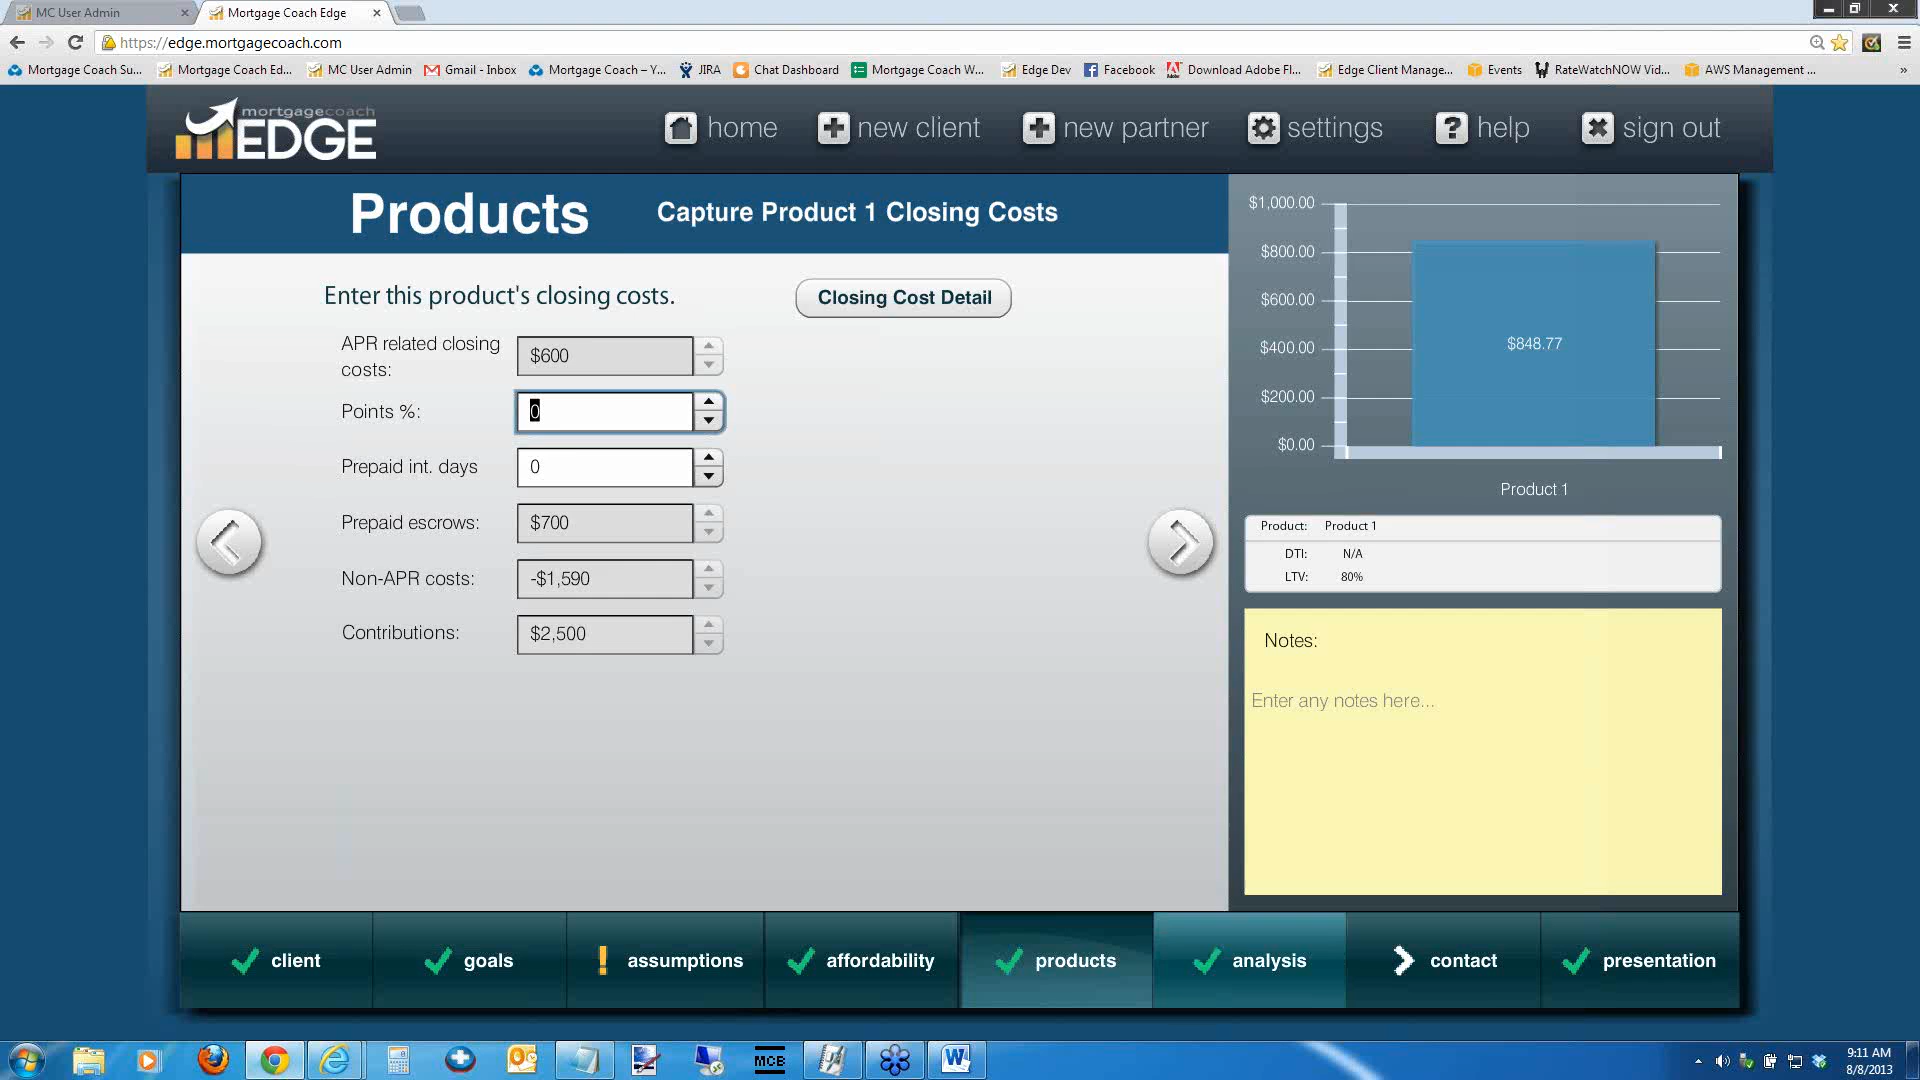 MC User Admin
Mortgage Coach Edge
https://edge.mortgagecoach.com
Mortgage Coach Su...
Mortgage Coach Ed...
MC User Admin
Gmail - Inbox
Mortgage Coach – Y...
JIRA
Chat Dashboard
Mortgage Coach W...
Edge Dev
Facebook
Download Adobe Fl...
Edge Client Manage...
Events
RateWatchNOW Vid...
AWS Management ...
»
mortgagecoach
EDGE
home
new client
new partner
settings
help
sign out
Products
Capture Product 1 Closing Costs
Enter this product's closing costs.
Closing Cost Detail
APR related closing
costs:
$600
Points %:
0
Prepaid int. days
0
Prepaid escrows:
$700
Non-APR costs:
-$1,590
Contributions:
$2,500
$1,000.00
$800.00
$600.00
$400.00
$200.00
$0.00
$848.77
Product 1
Product: Product 1
DTI: N/A
LTV: 80%
Notes:
Enter any notes here...
client
goals
! assumptions
affordability
products
analysis
contact
presentation
MCB
9:11 AM
8/8/2013